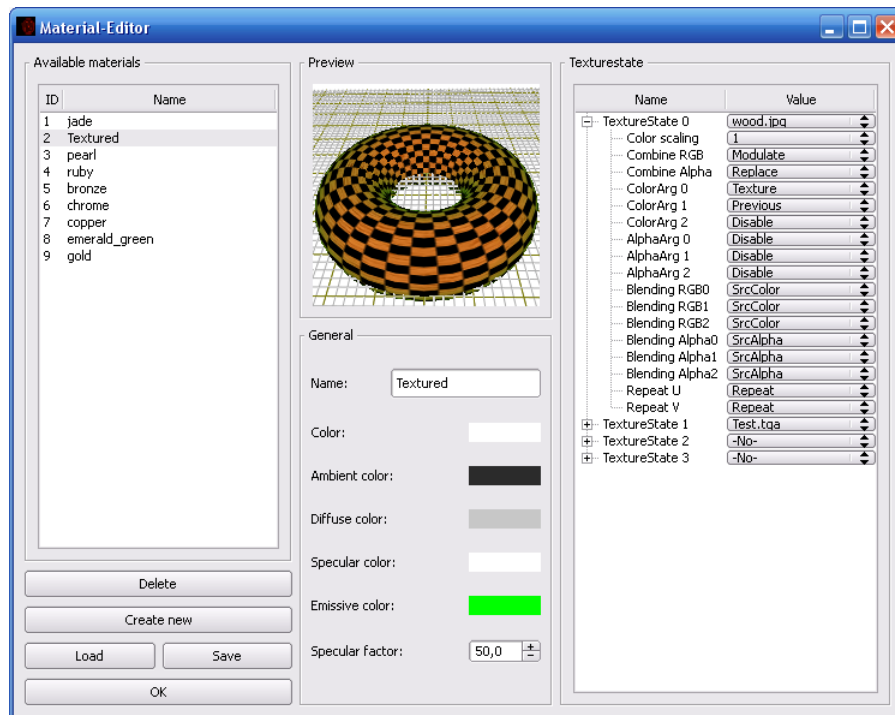 Material-Editor
Available materials
ID Name
1 jade
2 Textured
3 pearl
4 ruby
5 bronze
6 chrome
7 copper
8 emerald_green
9 gold
Delete
Create new
Load Save
OK
Preview
General
Name: Textured
Color:
Ambient color:
Diffuse color:
Specular color:
Emissive color:
Specular factor: 50,0
Texturestate
Name Value
TextureState 0 wood.jpg
Color scaling 1
Combine RGB Modulate
Combine Alpha Replace
ColorArg 0 Texture
ColorArg 1 Previous
ColorArg 2 Disable
AlphaArg 0 Disable
AlphaArg 1 Disable
AlphaArg 2 Disable
Blending RGB0 SrcColor
Blending RGB1 SrcColor
Blending RGB2 SrcColor
Blending Alpha0 SrcAlpha
Blending Alpha1 SrcAlpha
Blending Alpha2 SrcAlpha
Repeat U Repeat
Repeat V Repeat
TextureState 1 Test.tga
TextureState 2 -No-
TextureState 3 -No-